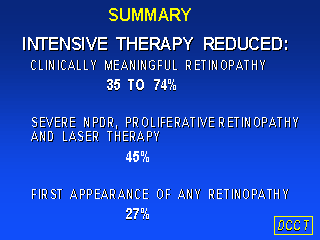 SUMMARY
INTENSIVE THERAPY REDUCED:
CLINICALLY MEANINGFUL RETINOPATHY
35 TO 74%
SEVERE NPDR, PROLIFERATIVE RETINOPATHY
AND LASER THERAPY
45%
FIRST APPEARANCE OF ANY RETINOPATHY
27%
DCCT